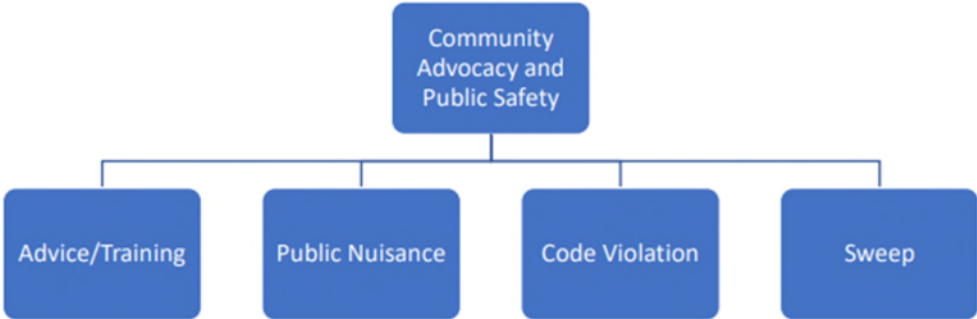 Community
Advocacy and
Public Safety
Advice/Training
Public Nuisance
Code Violation
Sweep